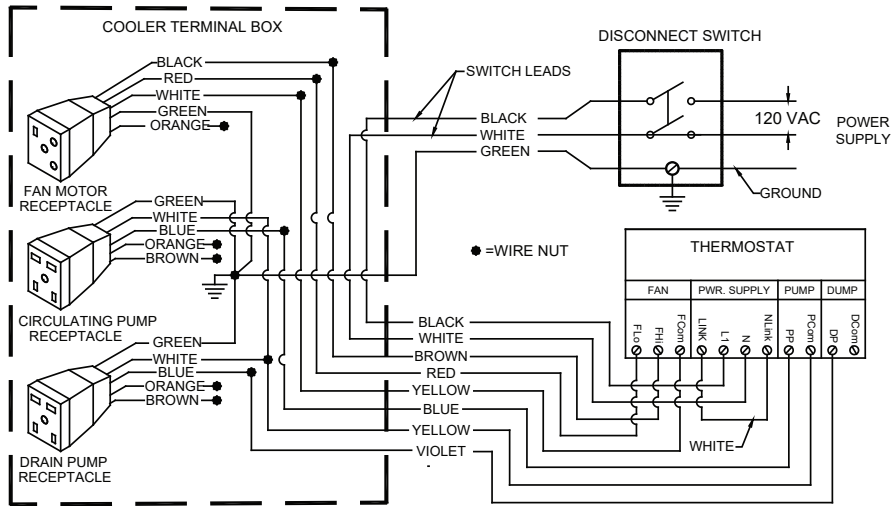 COOLER TERMINAL BOX
BLACK
RED
WHITE
GREEN
ORANGE
FAN MOTOR
RECEPTACLE
GREEN
WHITE
BLUE
ORANGE
BROWN
CIRCULATING PUMP
RECEPTACLE
GREEN
WHITE
BLUE
ORANGE
BROWN
DRAIN PUMP
RECEPTACLE
SWITCH LEADS
BLACK
WHITE
GREEN
DISCONNECT SWITCH
120 VAC
POWER
SUPPLY
GROUND
=WIRE NUT
THERMOSTAT
FAN
PWR. SUPPLY
PUMP
DUMP
FLo
FHi
FCom
LINK
L1
N
NLink
PP
PCom
DP
DCom
BLACK
WHITE
BROWN
RED
YELLOW
BLUE
YELLOW
VIOLET
WHITE